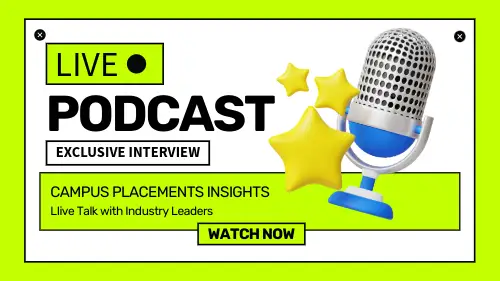 LIVE
PODCAST
EXCLUSIVE INTERVIEW
CAMPUS PLACEMENTS INSIGHTS
Llive Talk with Industry Leaders
WATCH NOW